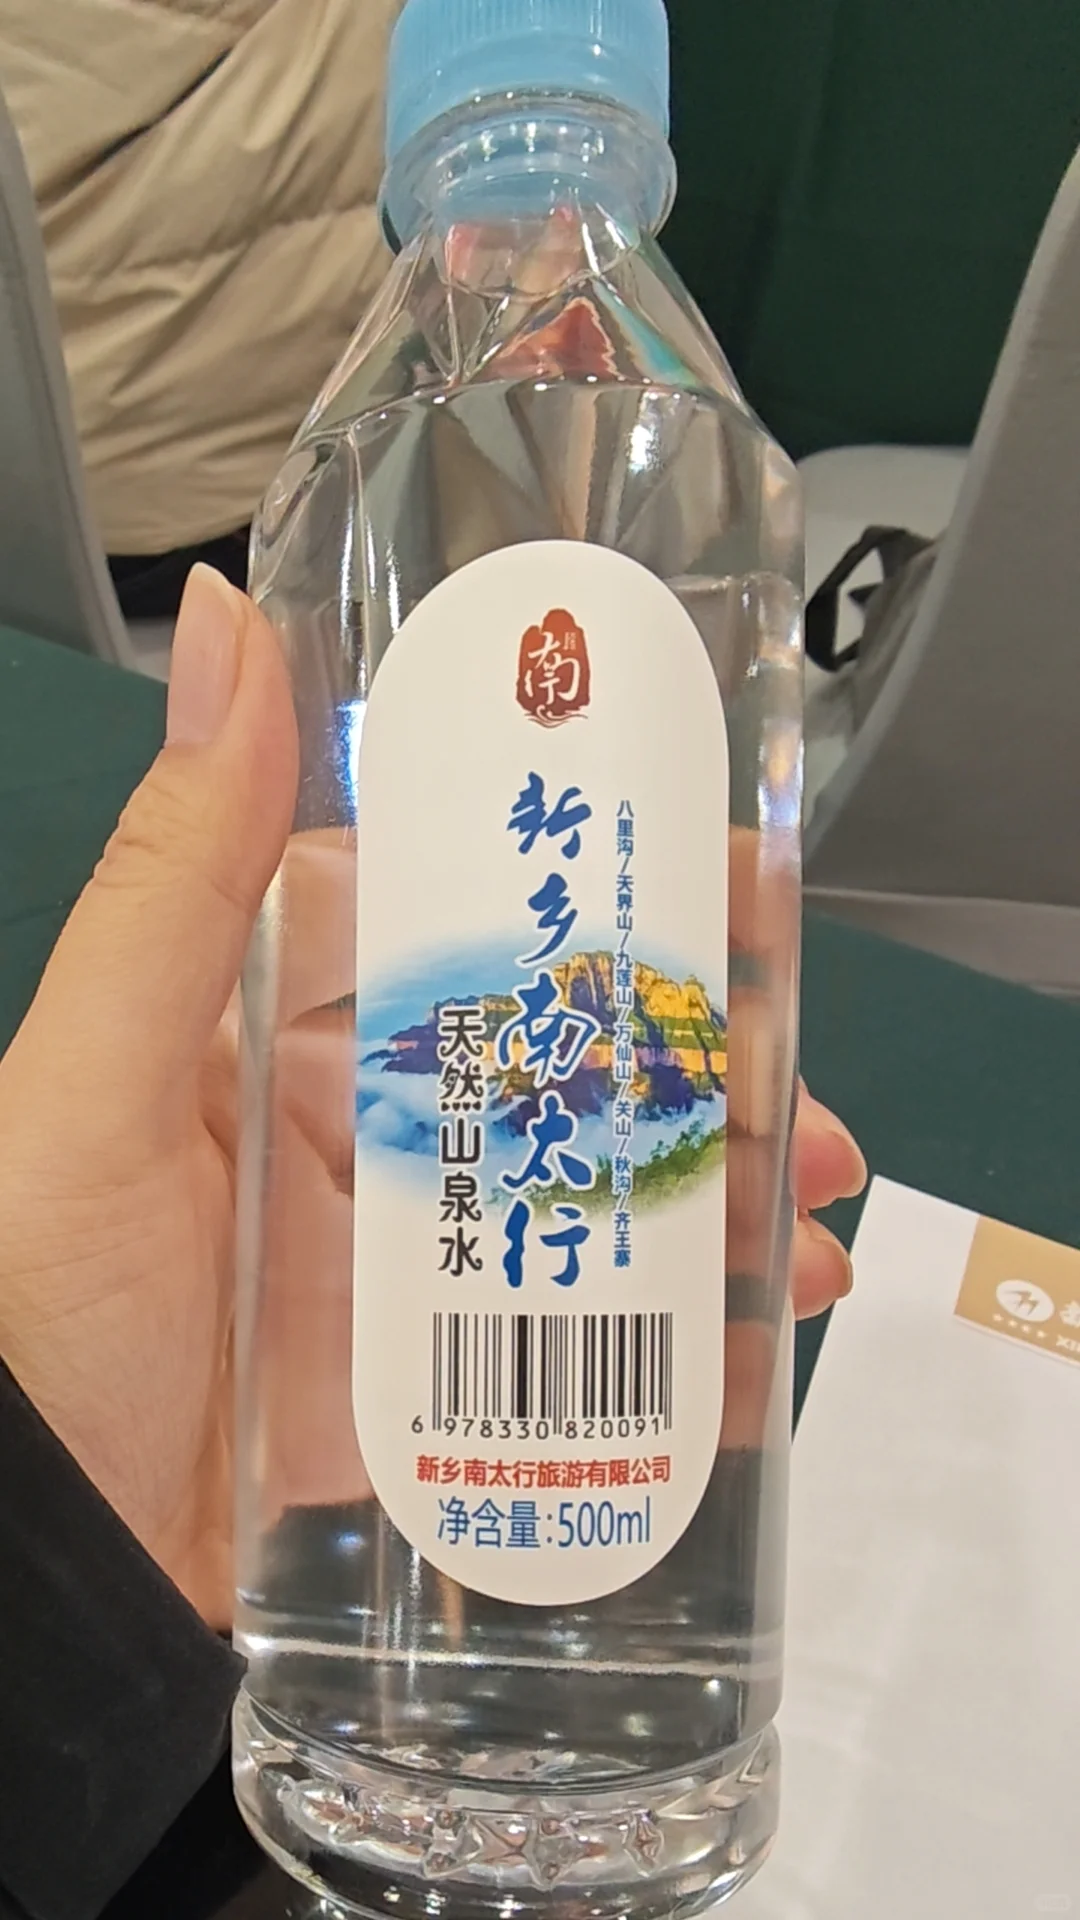 南
新乡南太行
八里沟/天界山/九莲山/万仙山/关山/秋沟/齐王寨
天然山泉水
6 978330 820091
新乡南太行旅游有限公司
净含量:500ml